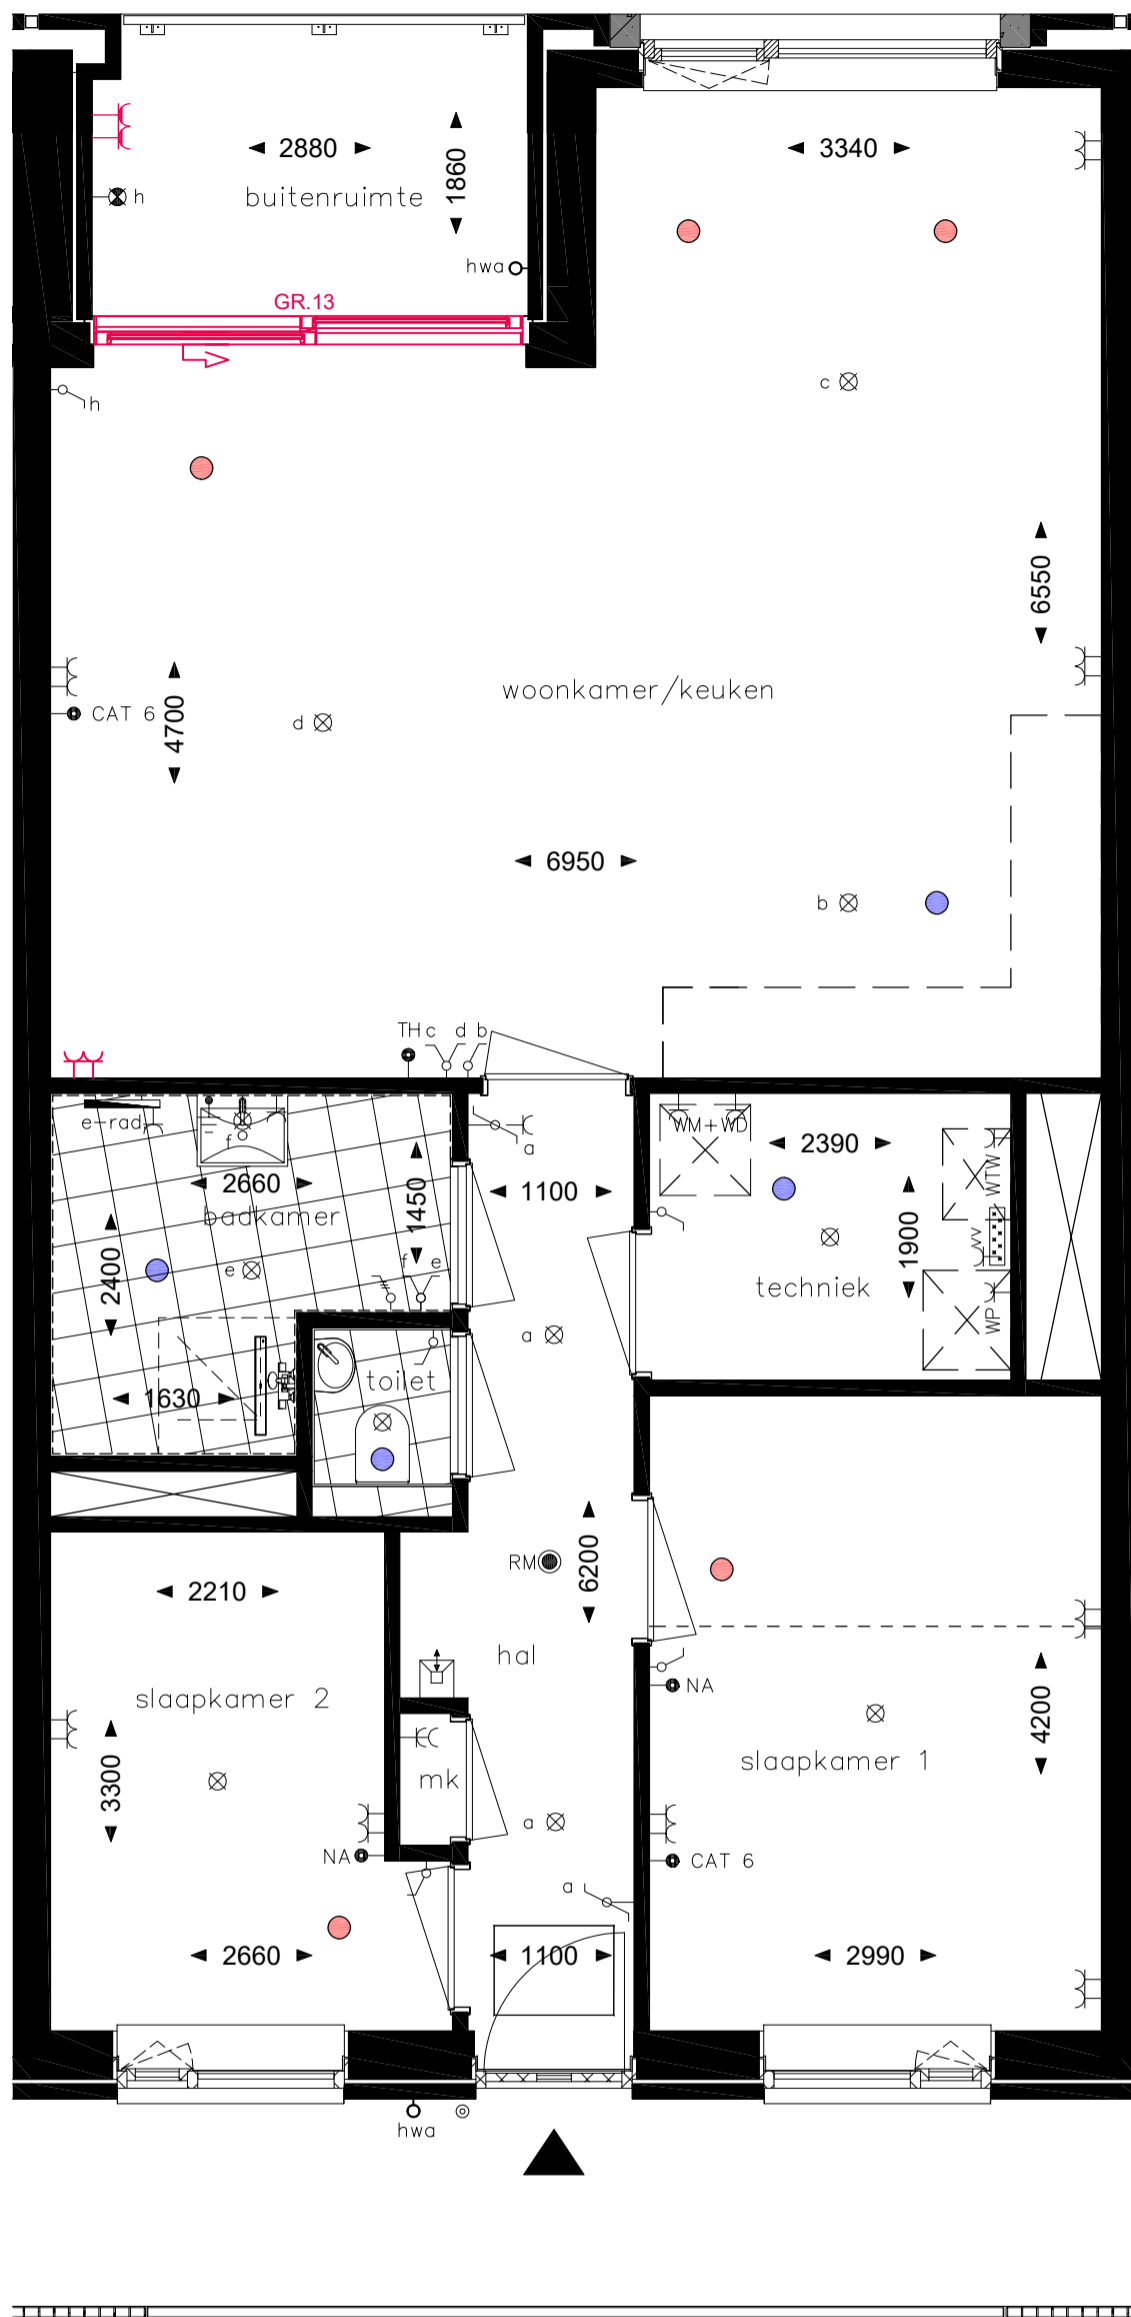 2880
1860
3340
h
buitenruimte
hwa
GR.13
c
h
6550
woonkamer/keuken
CAT 6
4700
d
6950
b
TH c d b
e-rad.
f
WM+WD
a
2390
WTW
2660
1450
1100
badkamer
1900
WV
2400
e
f e
techniek
WP
a
toilet
1630
RM
6200
2210
hal
slaapkamer 2
NA
4200
slaapkamer 1
3300
mk
a
NA
CAT 6
a
2660
1100
2990
hwa